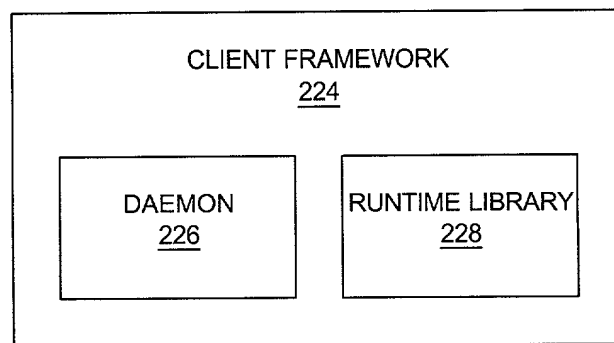 CLIENT FRAMEWORK
224
DAEMON
226
RUNTIME LIBRARY
228